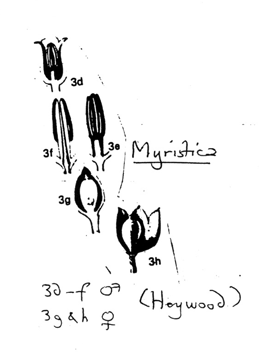 3d
3f
3e
Myristica
3g
3h
3d-f ♂ (Heywood)
3g & h ♀